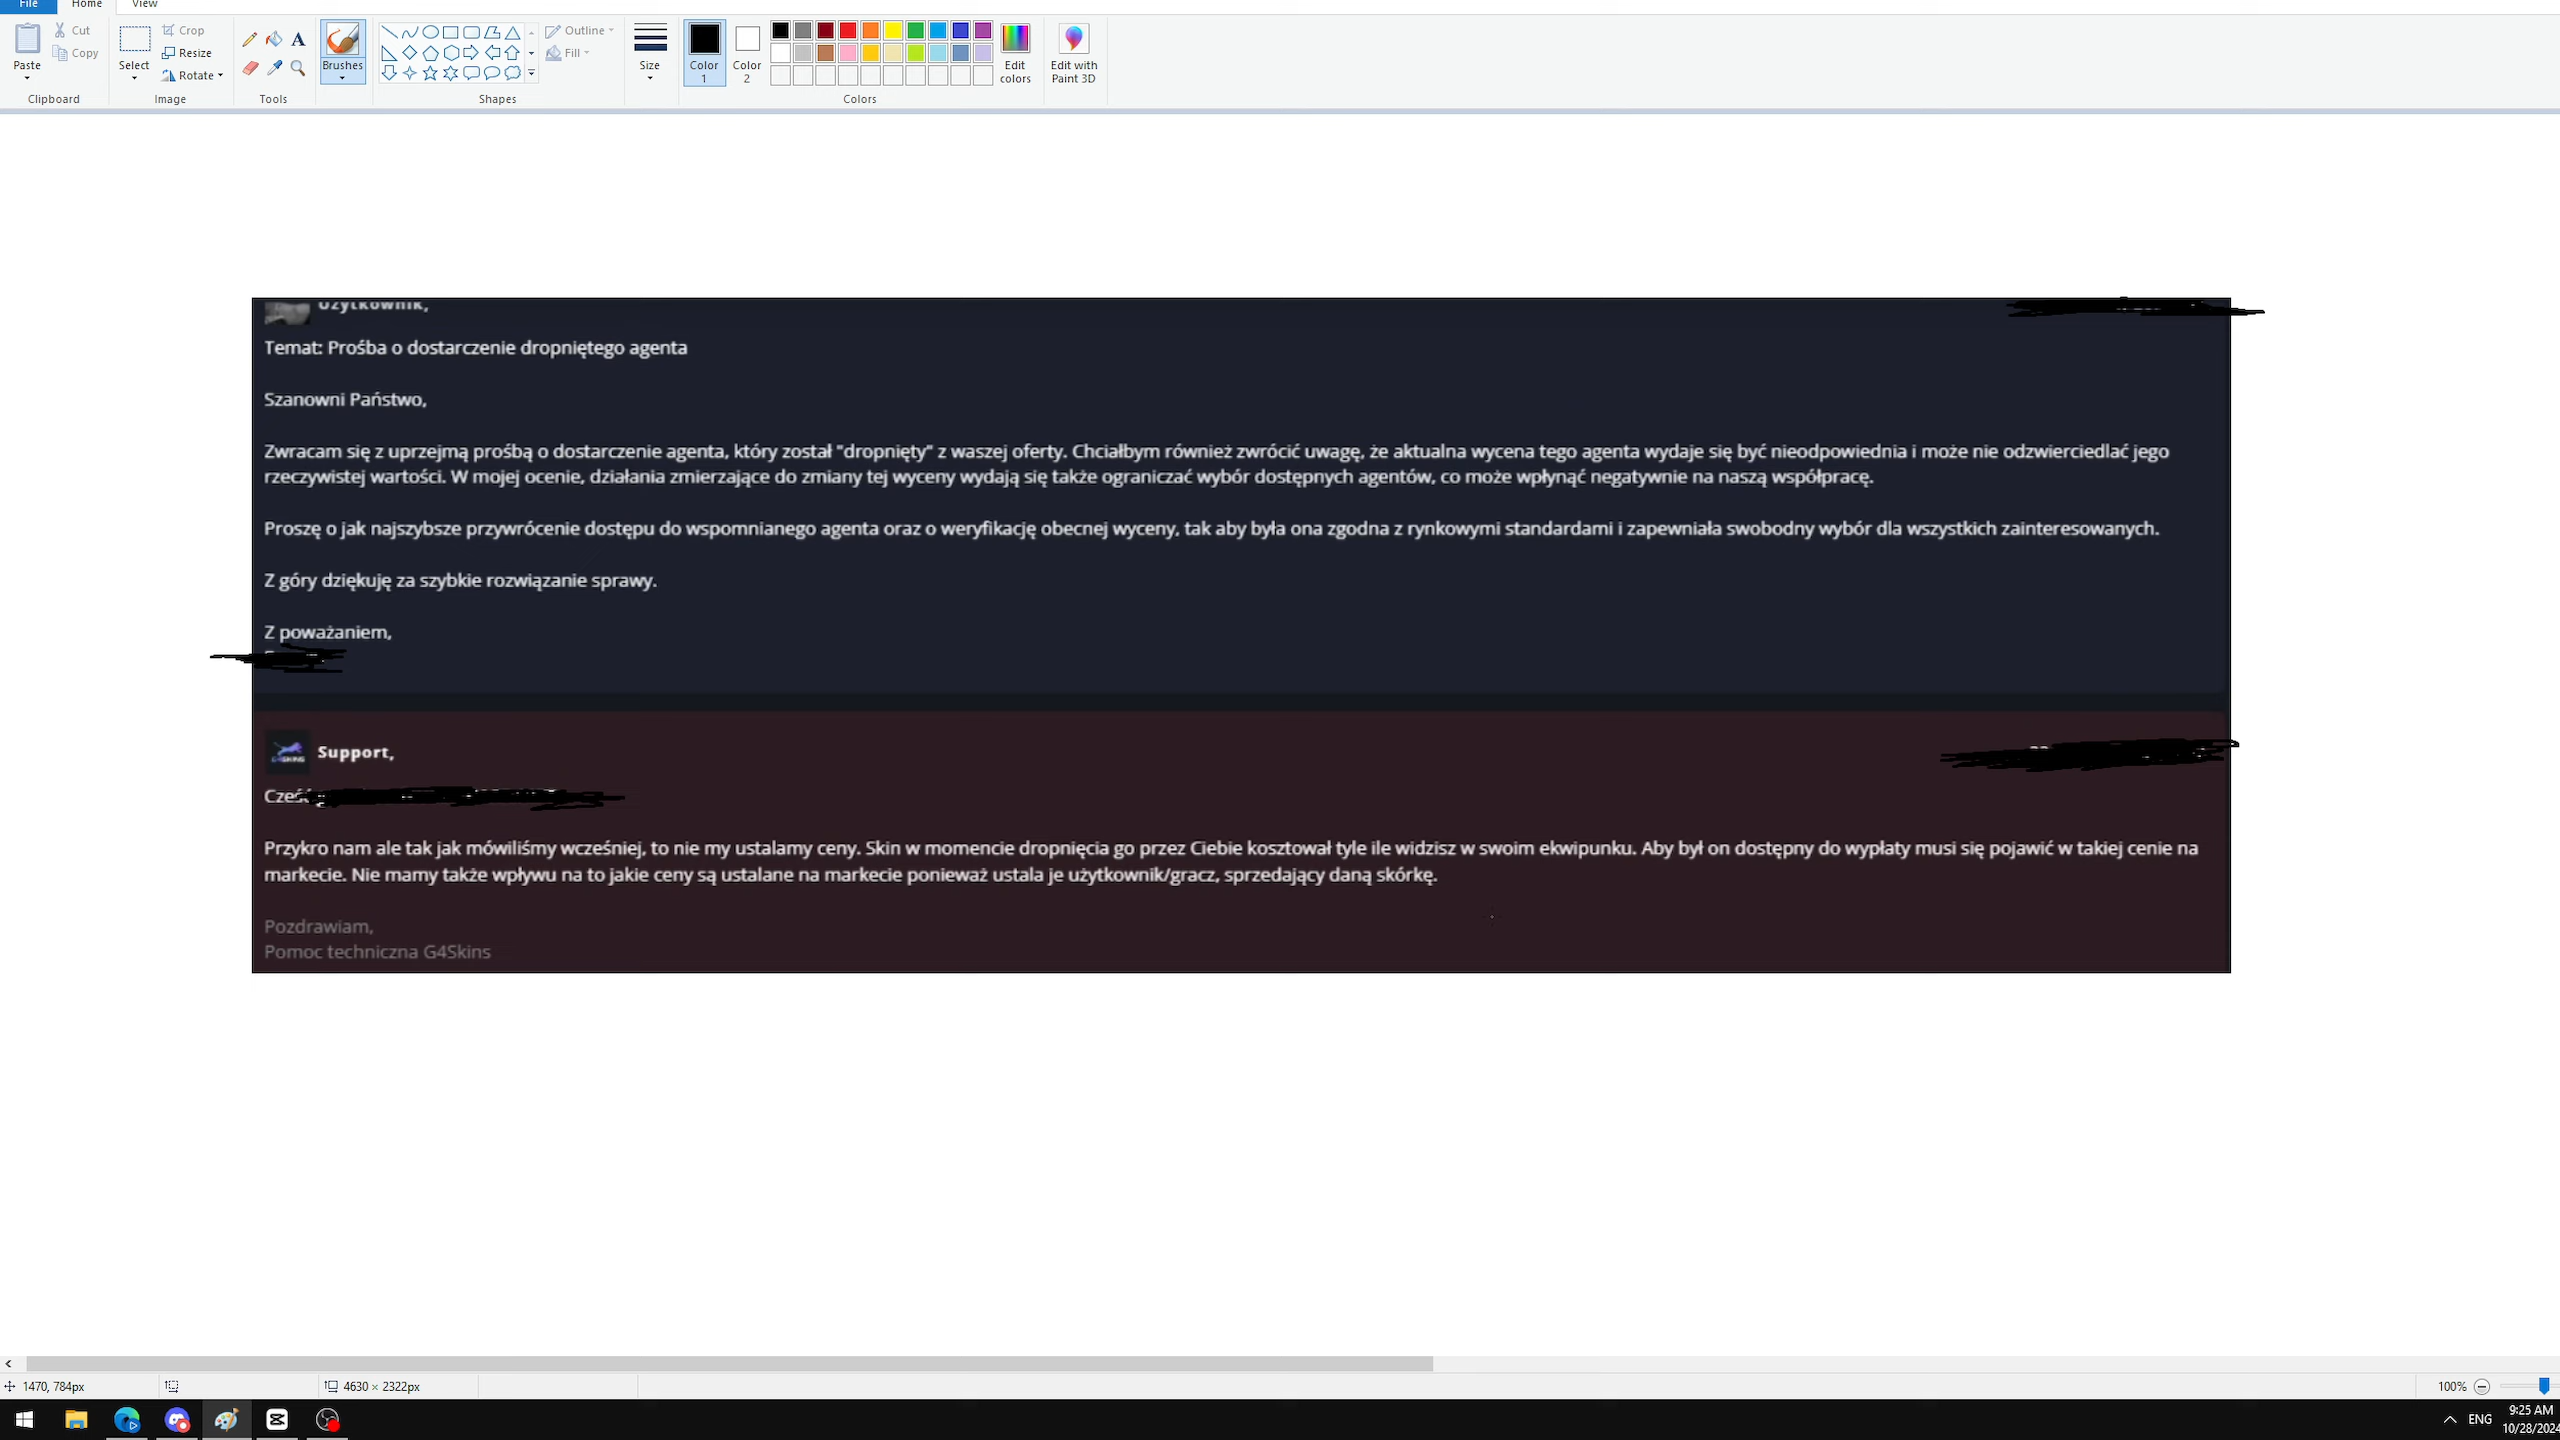 File Home View
Paste
Cut
Copy
Clipboard
Select
Crop
Resize
Rotate
Image
Tools
Brushes
Shapes
Outline
Fill
Size
Color 1
Color 2
Edit colors
Colors
Edit with Paint 3D
Użytkownik,
Temat: Prośba o dostarczenie dropniętego agenta
Szanowni Państwo,
Zwracam się z uprzejmą prośbą o dostarczenie agenta, który został "dropnięty" z waszej oferty. Chciałbym również zwrócić uwagę, że aktualna wycena tego agenta wydaje się być nieodpowiednia i może nie odzwierciedlać jego
rzeczywistej wartości. W mojej ocenie, działania zmierzające do zmiany tej wyceny wydają się także ograniczać wybór dostępnych agentów, co może wpłynąć negatywnie na naszą współpracę.
Proszę o jak najszybsze przywrócenie dostępu do wspomnianego agenta oraz o weryfikację obecnej wyceny, tak aby była ona zgodna z rynkowymi standardami i zapewniała swobodny wybór dla wszystkich zainteresowanych.
Z góry dziękuję za szybkie rozwiązanie sprawy.
Z poważaniem,
G4SKINS
Support,
Cześć
Przykro nam ale tak jak mówiliśmy wcześniej, to nie my ustalamy ceny. Skin w momencie dropnięcia go przez Ciebie kosztował tyle ile widzisz w swoim ekwipunku. Aby był on dostępny do wypłaty musi się pojawić w takiej cenie na
markecie. Nie mamy także wpływu na to jakie ceny są ustalane na markecie ponieważ ustala je użytkownik/gracz, sprzedający daną skórkę.
Pozdrawiam,
Pomoc techniczna G4Skins
1470, 784px
4630 × 2322px
100%
ENG
9:25 AM
10/28/2024